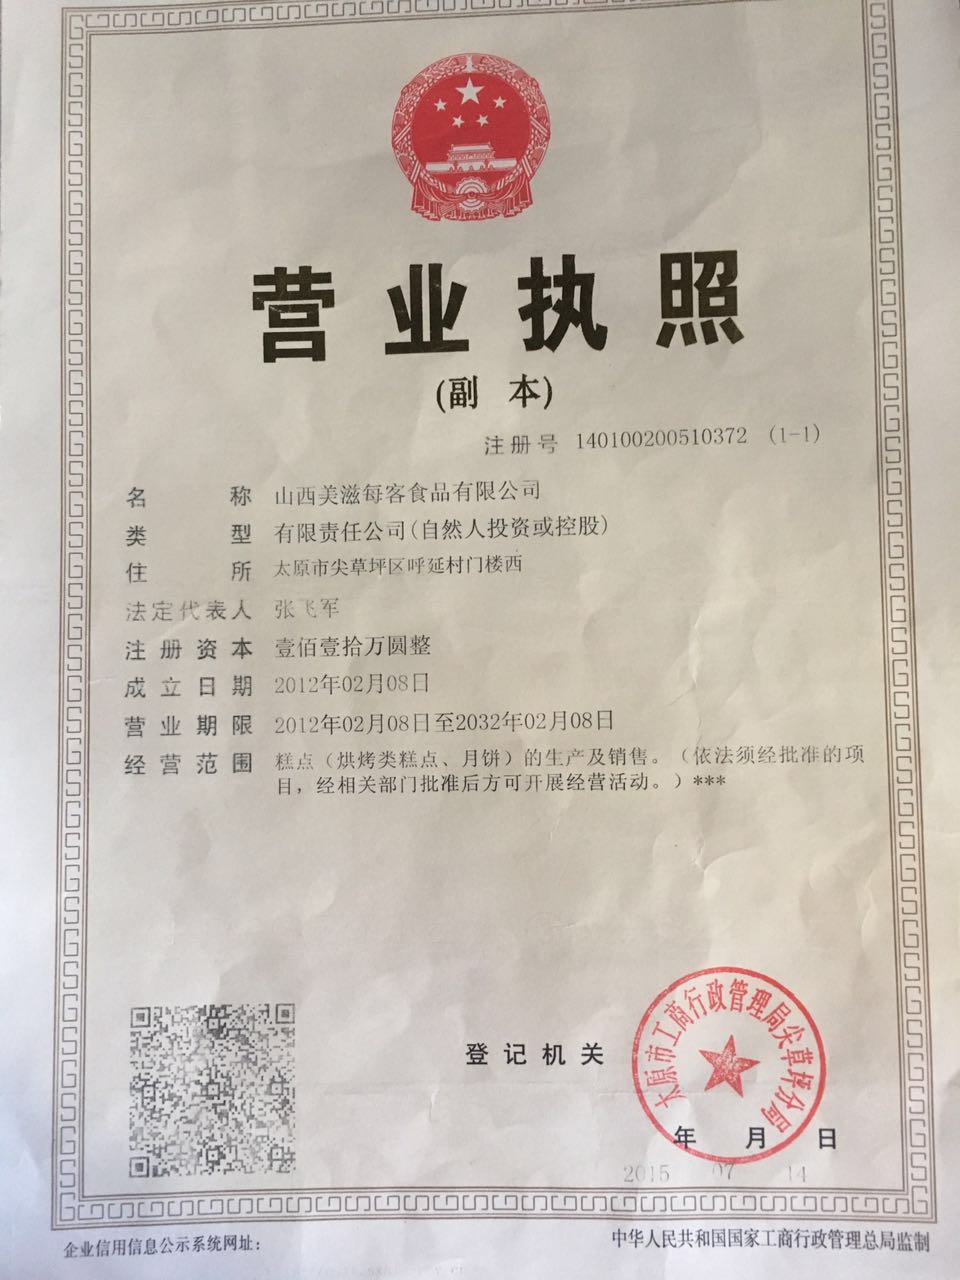 营业执照
(副 本)
注册号 140100200510372 (1-1)
名 称 山西美滋每客食品有限公司
类 型 有限责任公司(自然人投资或控股)
住 所 太原市尖草坪区呼延村门楼西
法定代表人 张飞军
注册资本 壹佰壹拾万圆整
成立日期 2012年02月08日
营业期限 2012年02月08日至2032年02月08日
经营范围 糕点（烘烤类糕点、月饼）的生产及销售。（依法须经批准的项
目，经相关部门批准后方可开展经营活动。）***
登记机关
太原市工商行政管理局尖草坪分局
年 月 日
2015 07 14
企业信用信息公示系统网址：
中华人民共和国国家工商行政管理总局监制